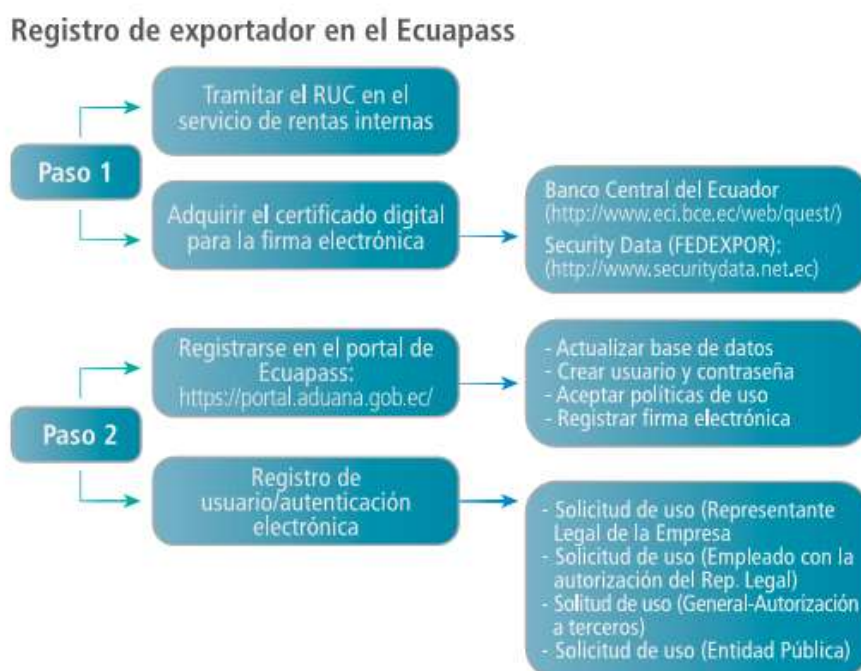 Registro de exportador en el Ecuapass
Tramitar el RUC en el
servicio de rentas internas
Paso 1
Adquirir el certificado digital
para la firma electrónica
Banco Central del Ecuador
(http://www.eci.bce.ec/web/quest/)
Security Data (FEDEXPOR):
(http://www.securitydata.net.ec)
Registrarse en el portal de
Ecuapass:
https://portal.aduana.gob.ec/
- Actualizar base de datos
- Crear usuario y contraseña
- Aceptar políticas de uso
- Registrar firma electrónica
Paso 2
Registro de
usuario/autenticación
electrónica
- Solicitud de uso (Representante
Legal de la Empresa
- Solicitud de uso (Empleado con la
autorización del Rep. Legal)
- Solitud de uso (General-Autorización
a terceros)
- Solicitud de uso (Entidad Pública)